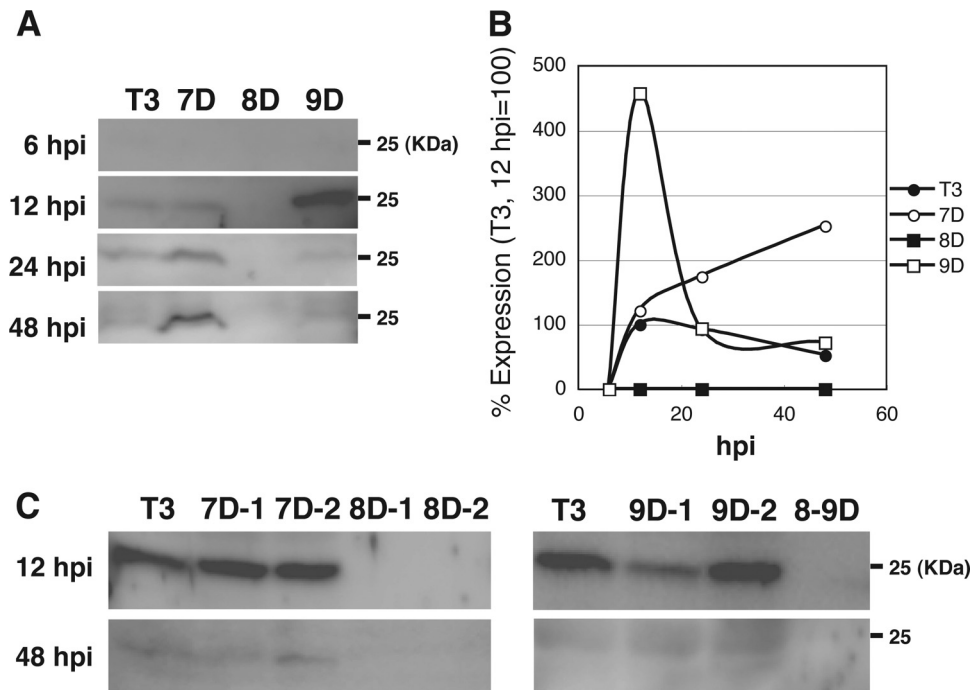 A
T3 7D 8D 9D
6 hpi
25 (KDa)
12 hpi
25
24 hpi
25
48 hpi
25
B
% Expression (T3, 12 hpi=100)
500
400
300
200
100
0
0 20 40 60
hpi
T3
7D
8D
9D
C
T3 7D-1 7D-2 8D-1 8D-2
T3 9D-1 9D-2 8-9D
12 hpi
25 (KDa)
48 hpi
25